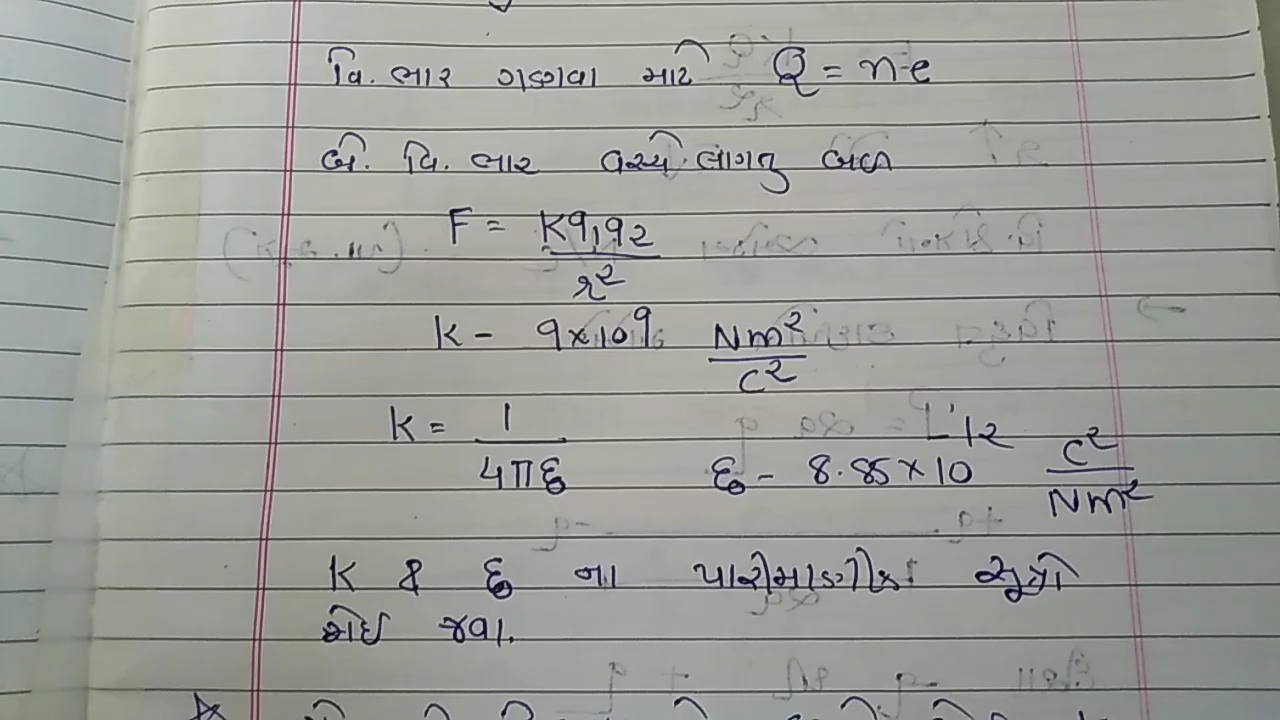 વિ. ભાર ગણવા માટે Q = n·e
બે. વિ. ભાર વચ્ચે લાગતુ બળ
F = Kq₁q₂ / r²
K - 9×10⁹ Nm² / C²
K = 1 / 4πε₀ ε₀ - 8.85×10⁻¹² C² / Nm²
K & ε₀ ના પારીમાણીક સૂત્રો
જોઈ જવા.